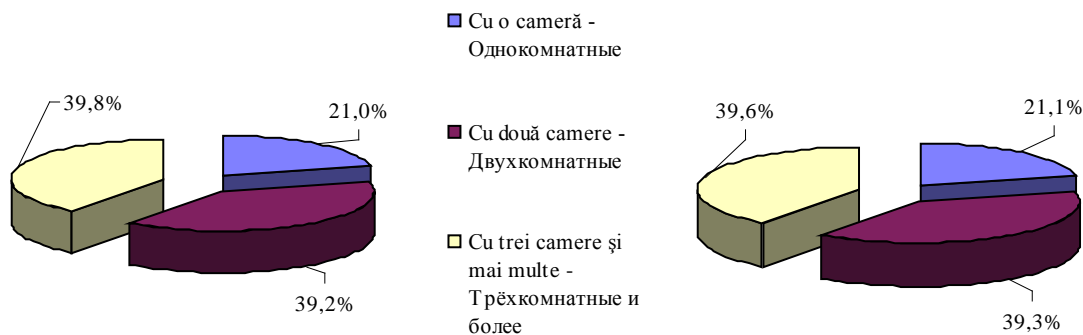 39,8%
21,0%
39,2%
Cu o cameră -
Однокомнатные
Cu două camere -
Двухкомнатные
Cu trei camere şi
mai multe -
Трёхкомнатные и
более
39,6%
21,1%
39,3%